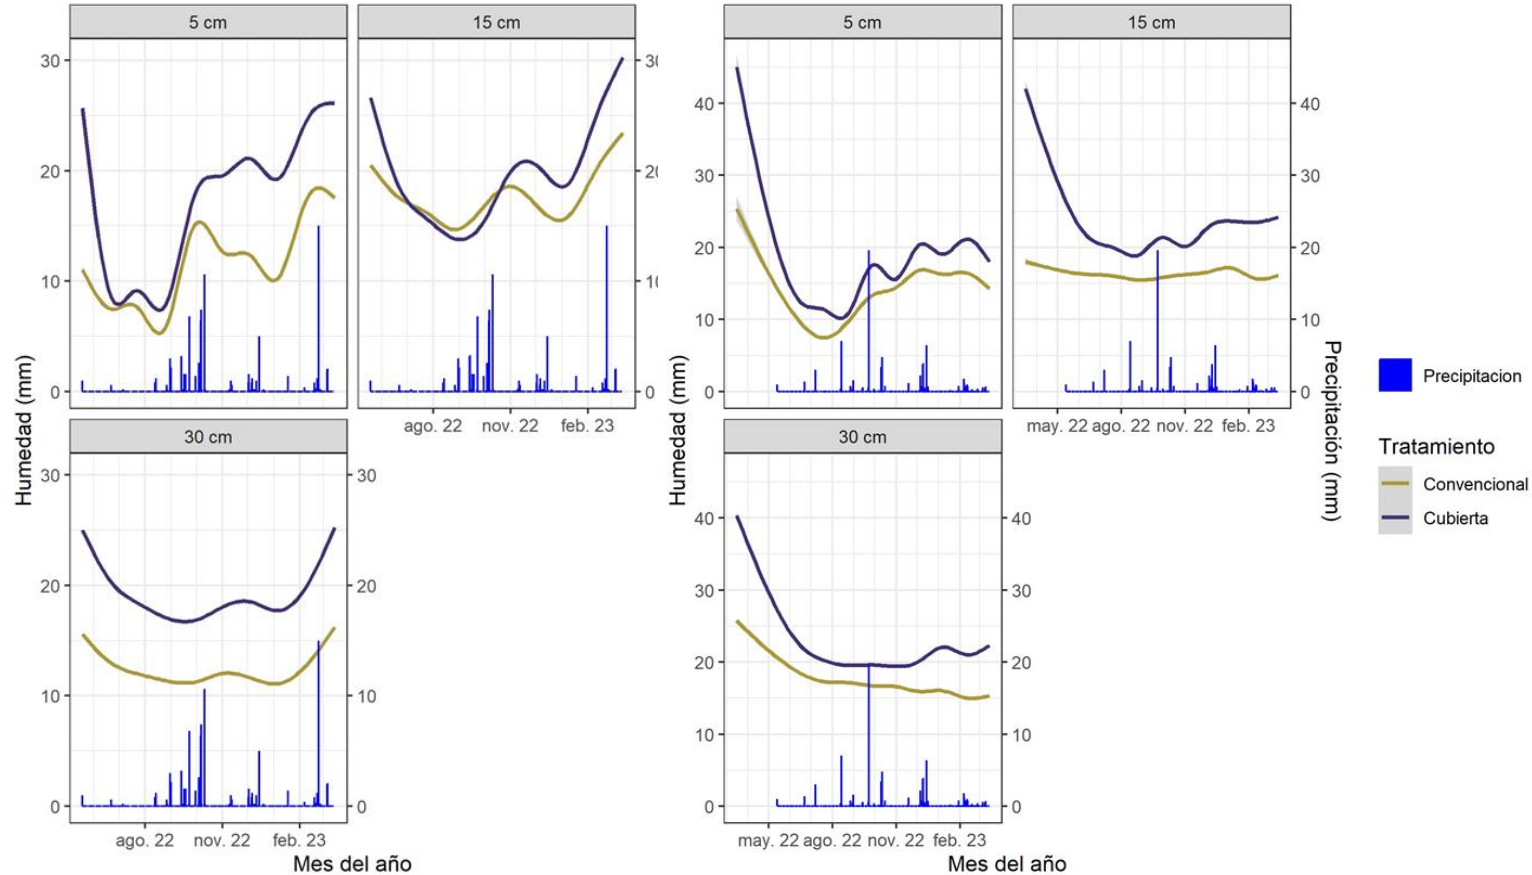 5 cm
15 cm
5 cm
15 cm
30
30
20
20
10
10
0
0
40
40
30
30
20
20
10
10
0
0
Humedad (mm)
Humedad (mm)
Precipitación (mm)
ago. 22 nov. 22 feb. 23
may. 22 ago. 22 nov. 22 feb. 23
Precipitacion
Tratamiento
Convencional
Cubierta
30 cm
30 cm
30
30
20
20
10
10
0
0
40
40
30
30
20
20
10
10
0
0
ago. 22 nov. 22 feb. 23
may. 22 ago. 22 nov. 22 feb. 23
Mes del año
Mes del año